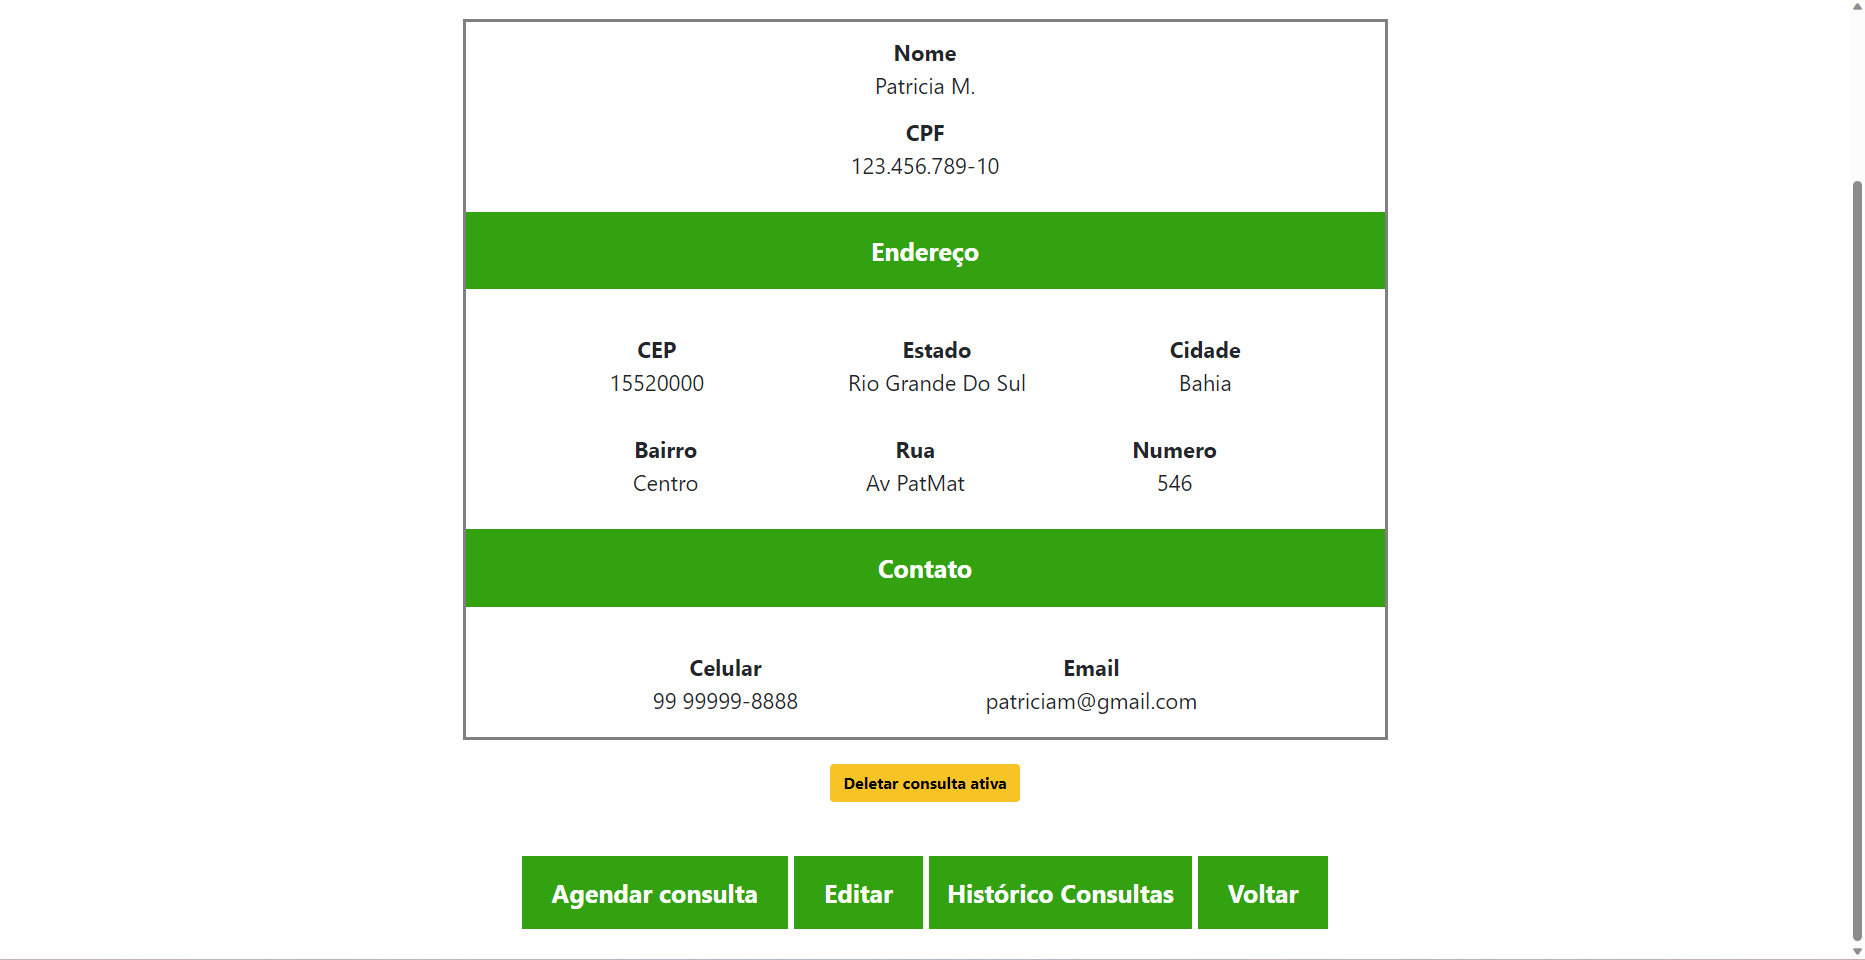 Nome
Patricia M.
CPF
123.456.789-10
Endereço
CEP Estado Cidade
15520000 Rio Grande Do Sul Bahia
Bairro Rua Numero
Centro Av PatMat 546
Contato
Celular Email
99 99999-8888 patriciam@gmail.com
Deletar consulta ativa
Agendar consulta Editar Histórico Consultas Voltar